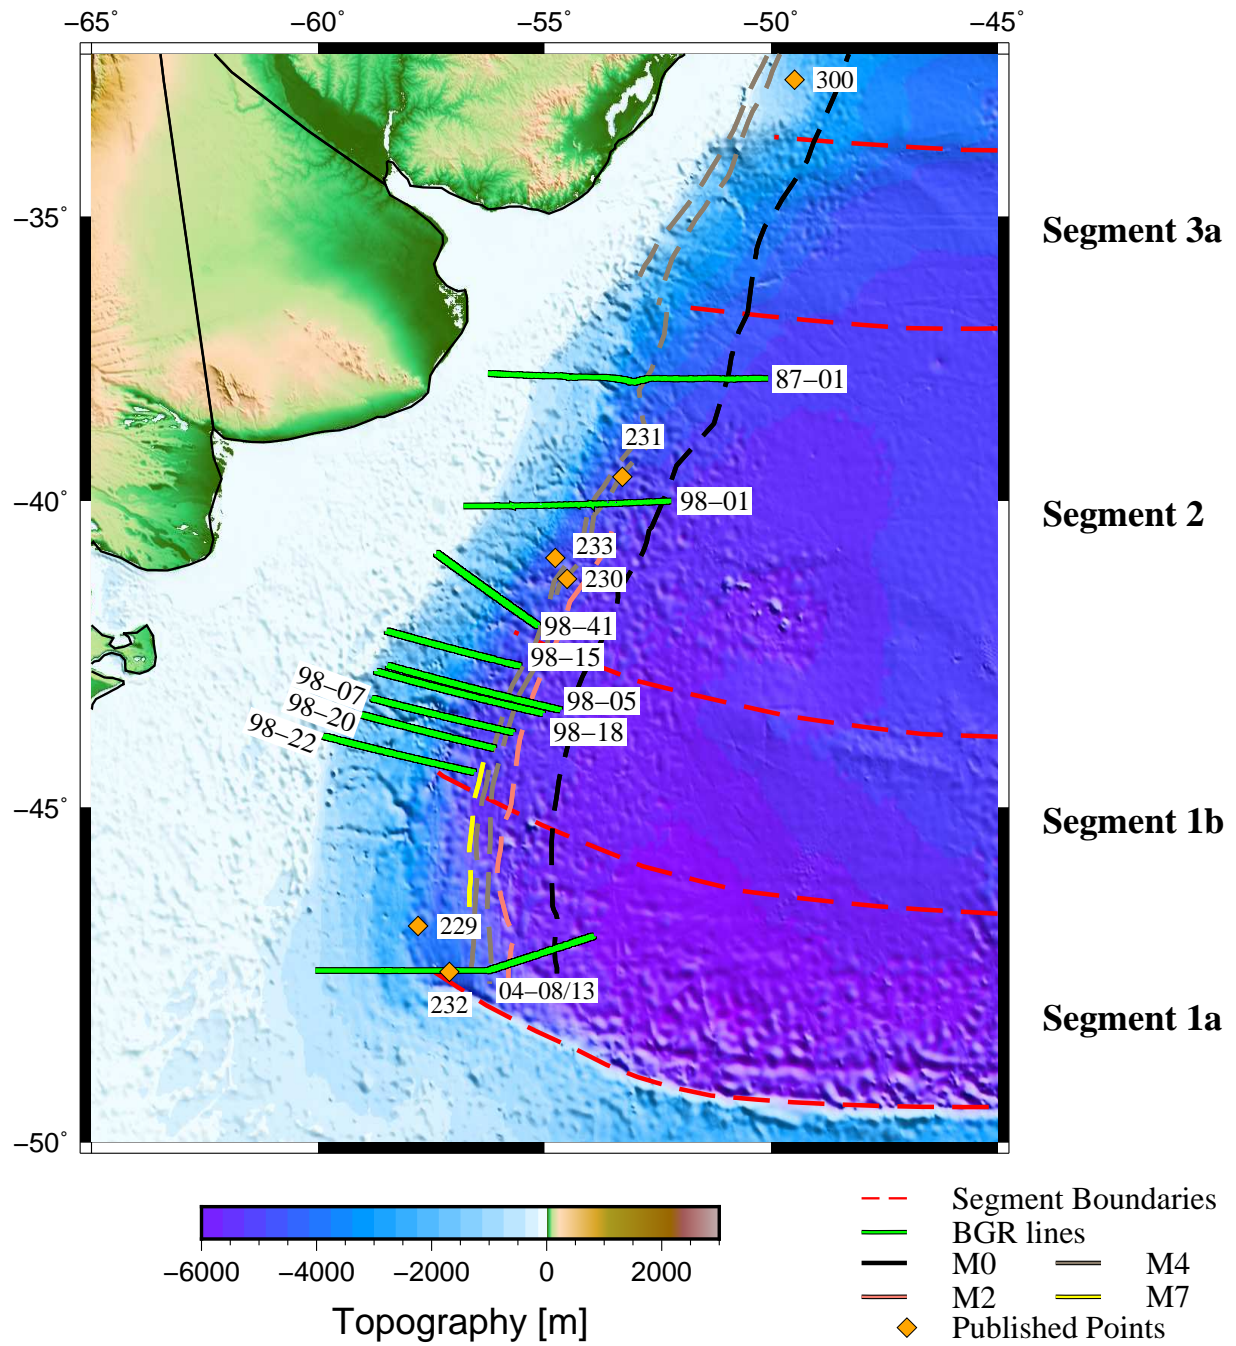 −65° −60° −55° −50° −45°
300
−35°
Segment 3a
87−01
231
−40°
98−01
Segment 2
233
230
98−41
98−15
98−07
98−05
98−20
98−18
98−22
−45°
Segment 1b
229
04−08/13
232
Segment 1a
−50°
Segment Boundaries
BGR lines
M0 M4
−6000 −4000 −2000 0 2000
M2 M7
Topography [m]
Published Points